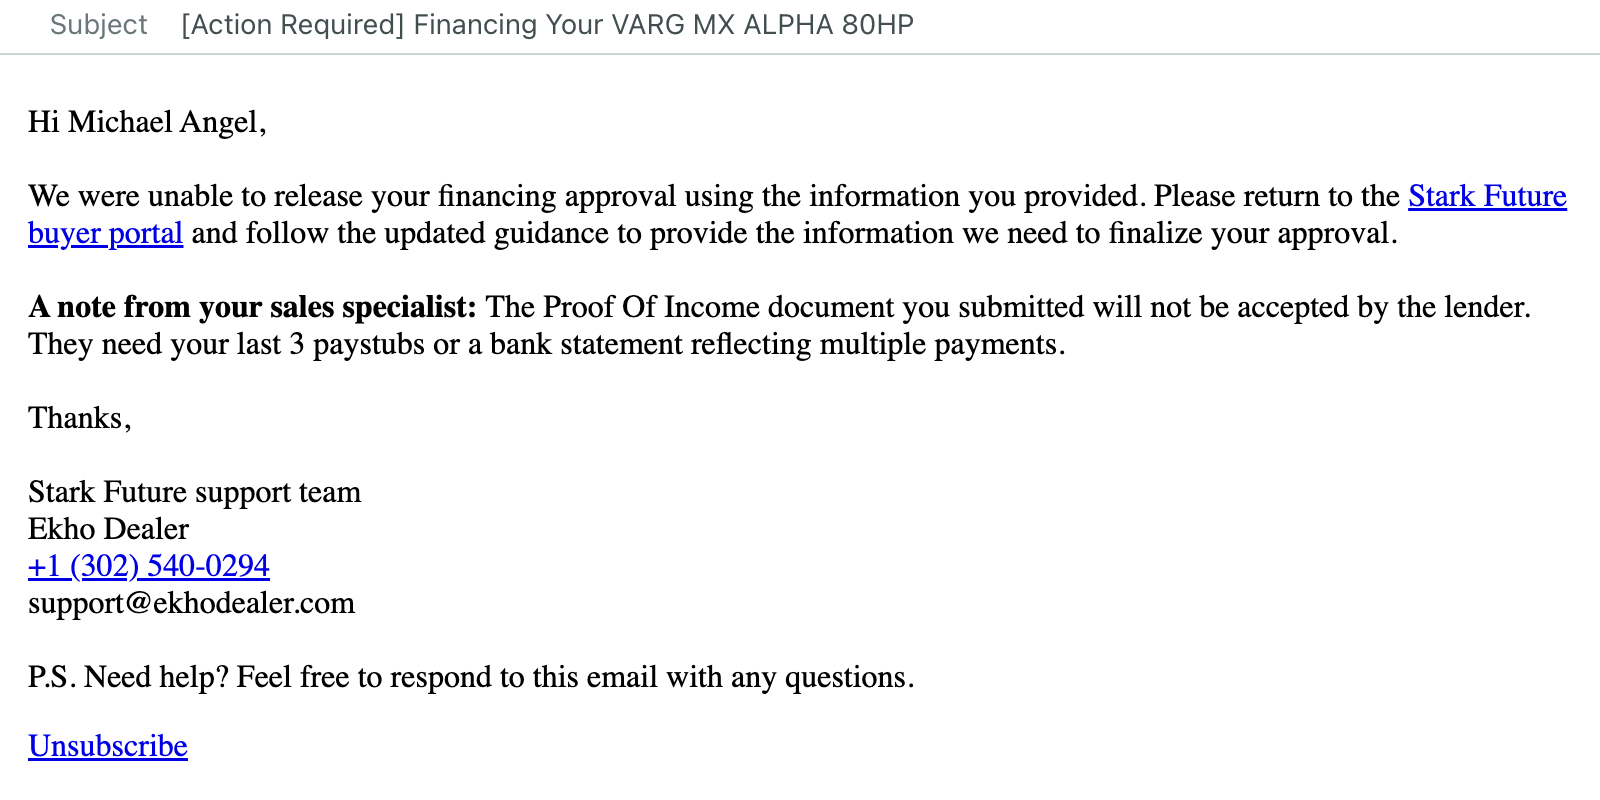 Subject [Action Required] Financing Your VARG MX ALPHA 80HP
Hi Michael Angel,
We were unable to release your financing approval using the information you provided. Please return to the Stark Future
buyer portal and follow the updated guidance to provide the information we need to finalize your approval.
A note from your sales specialist: The Proof Of Income document you submitted will not be accepted by the lender.
They need your last 3 paystubs or a bank statement reflecting multiple payments.
Thanks,
Stark Future support team
Ekho Dealer
+1 (302) 540-0294
support@ekhodealer.com
P.S. Need help? Feel free to respond to this email with any questions.
Unsubscribe